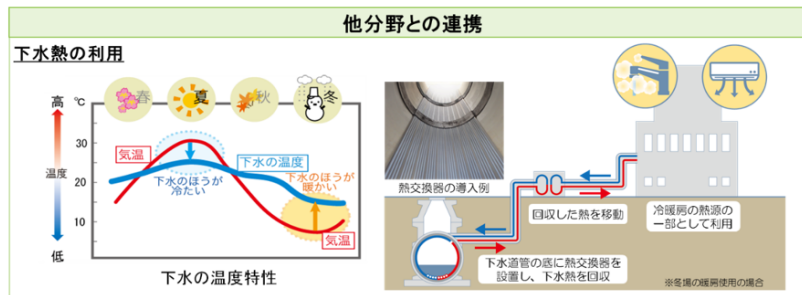 他分野との連携
下水熱の利用
春
夏
秋
冬
高
℃
30
温度
20
10
低
気温
下水の温度
下水のほうが
冷たい
下水のほうが
暖かい
気温
下水の温度特性
熱交換器の導入例
回収した熱を移動
冷暖房の熱源の
一部として利用
下水道管の底に熱交換器を
設置し、下水熱を回収
※冬場の暖房使用の場合